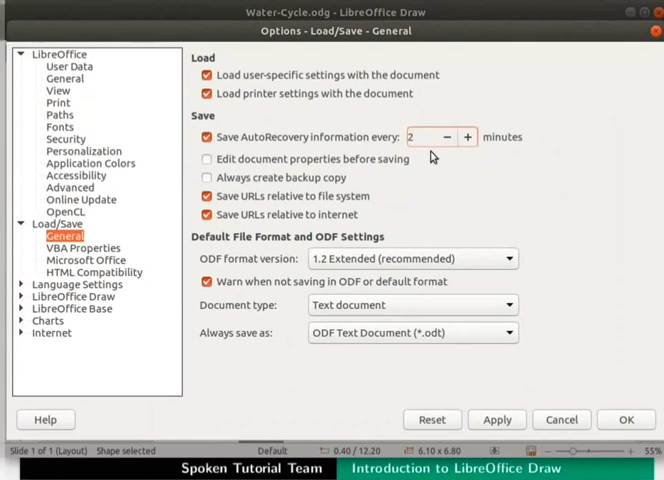 Water-Cycle.odg - LibreOffice Draw
Options - Load/Save - General
LibreOffice
User Data
General
View
Print
Paths
Fonts
Security
Personalization
Application Colors
Accessibility
Advanced
Online Update
OpenCL
Load/Save
General
VBA Properties
Microsoft Office
HTML Compatibility
Language Settings
LibreOffice Draw
LibreOffice Base
Charts
Internet
Load
Load user-specific settings with the document
Load printer settings with the document
Save
Save AutoRecovery information every: 2 − + minutes
Edit document properties before saving
Always create backup copy
Save URLs relative to file system
Save URLs relative to internet
Default File Format and ODF Settings
ODF format version: 1.2 Extended (recommended)
Warn when not saving in ODF or default format
Document type: Text document
Always save as: ODF Text Document (*.odt)
Help Reset Apply Cancel OK
Slide 1 of 1 (Layout) Shape selected Default 0.40 / 12.20 6.10 x 6.80 55%
Spoken Tutorial Team Introduction to LibreOffice Draw